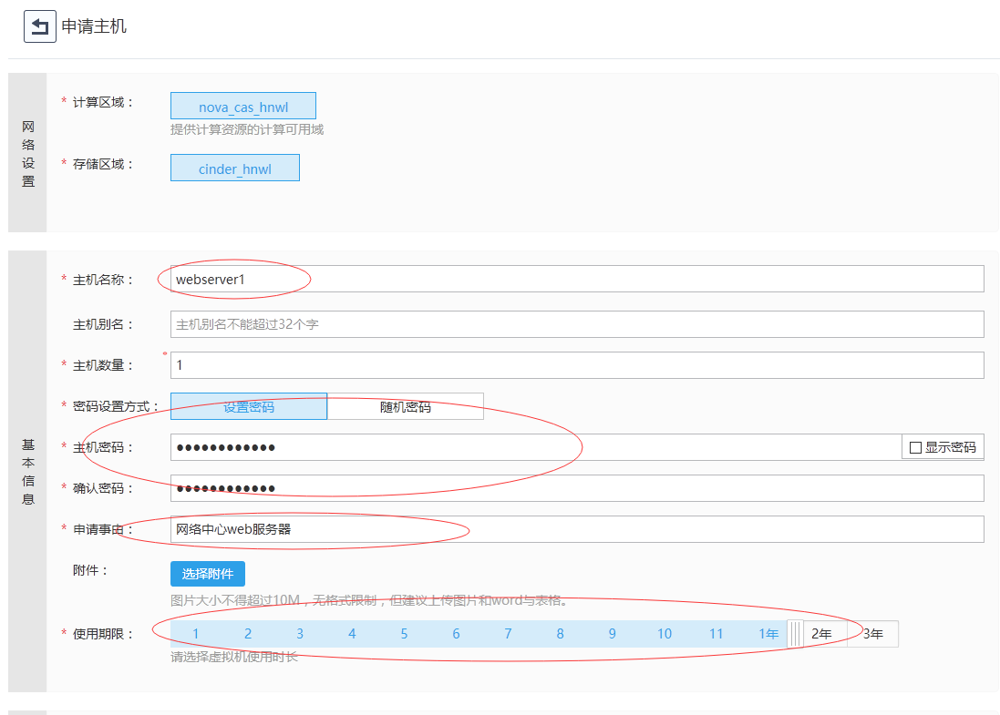 申请主机
网络设置
* 计算区域：
nova_cas_hnwl
提供计算资源的计算可用域
* 存储区域：
cinder_hnwl
基本信息
* 主机名称： webserver1
主机别名： 主机别名不能超过32个字
* 主机数量： * 1
* 密码设置方式： 设置密码 随机密码
* 主机密码： ●●●●●●●●●●●● 显示密码
* 确认密码： ●●●●●●●●●●●●
* 申请事由： 网络中心web服务器
附件： 选择附件
图片大小不得超过10M，无格式限制，但建议上传图片和word与表格。
* 使用期限： 1 2 3 4 5 6 7 8 9 10 11 1年 2年 3年
请选择虚拟机使用时长